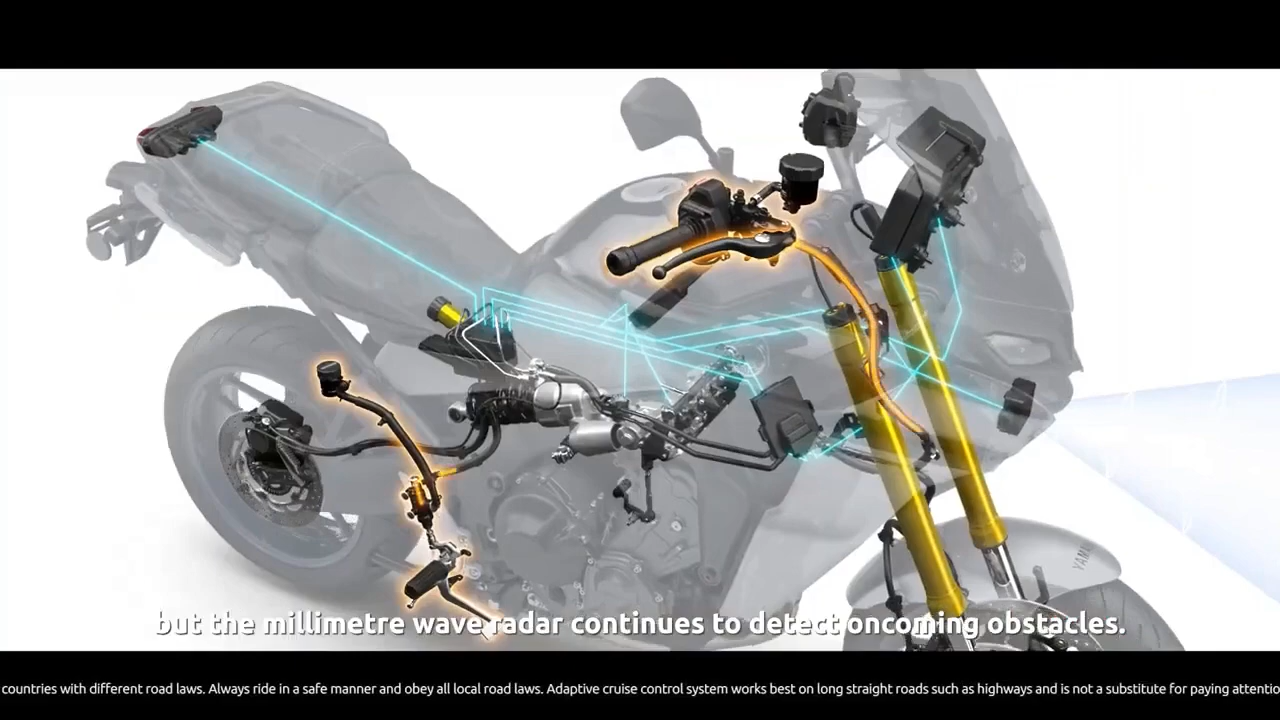 YAMA
but the millimetre wave radar continues to detect oncoming obstacles.
countries with different road laws. Always ride in a safe manner and obey all local road laws. Adaptive cruise control system works best on long straight roads such as highways and is not a substitute for paying attentio